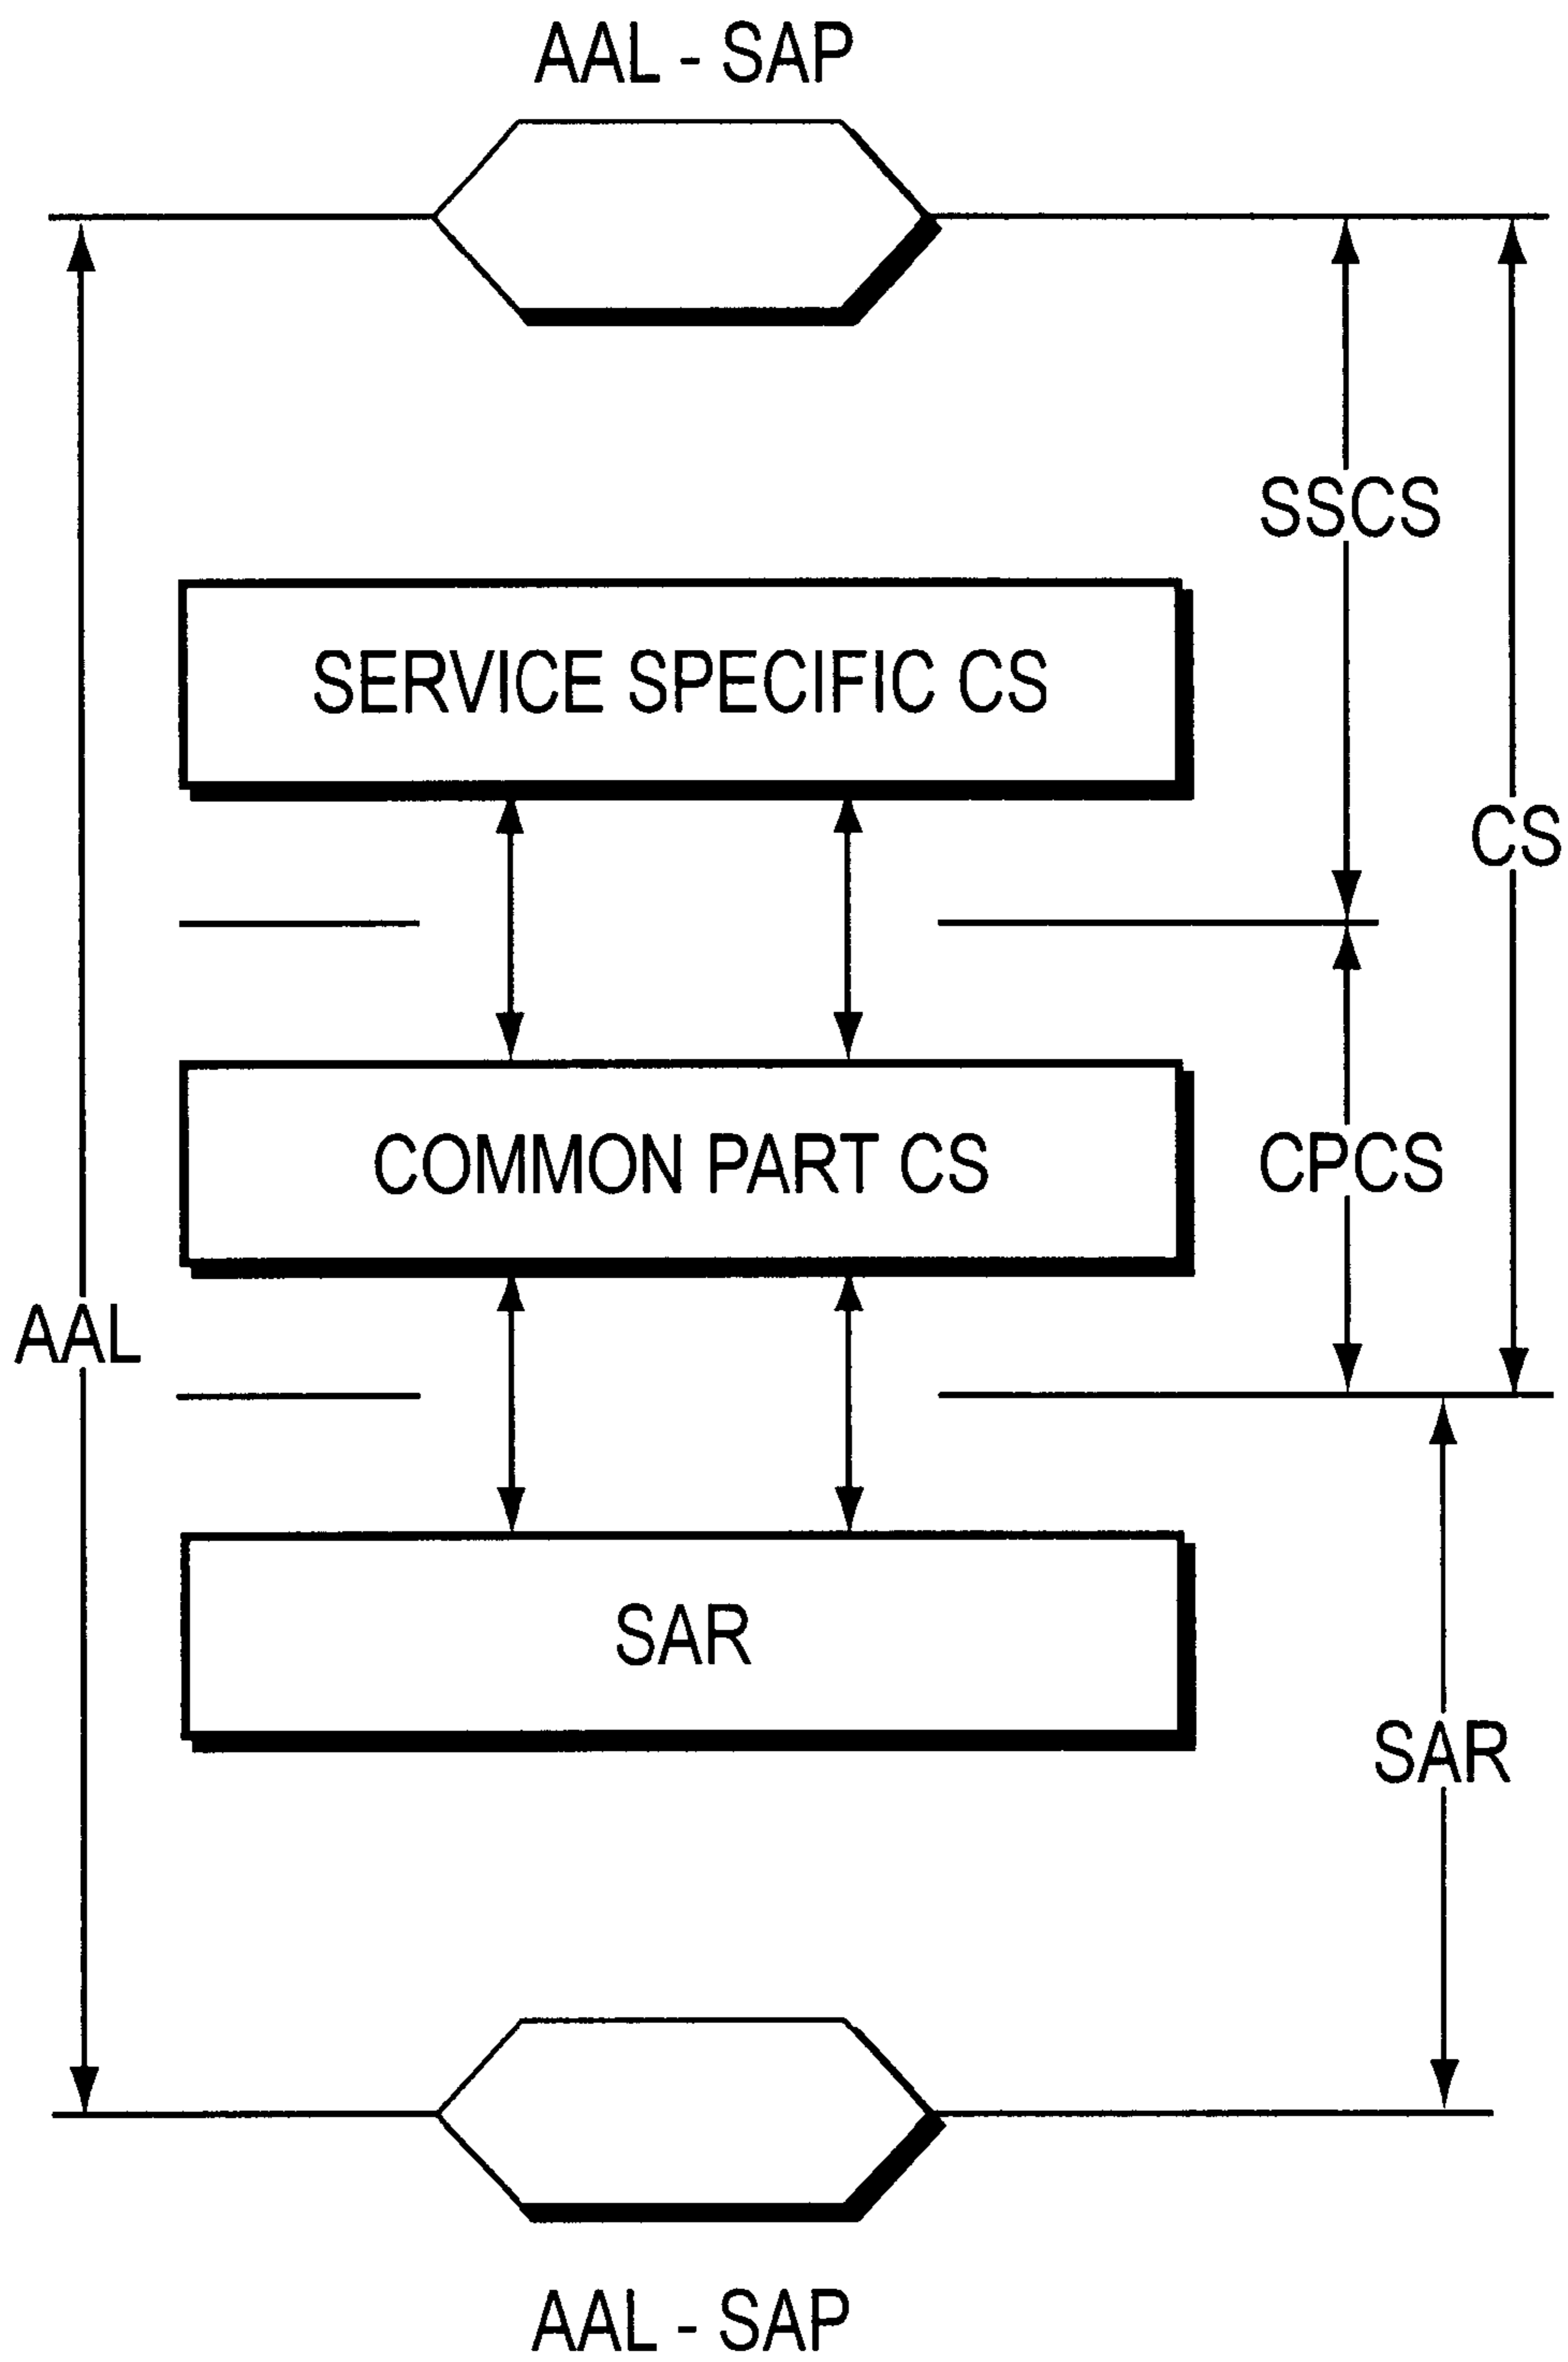 AAL - SAP
SSCS
SERVICE SPECIFIC CS
CS
COMMON PART CS
CPCS
AAL
SAR
SAR
AAL - SAP